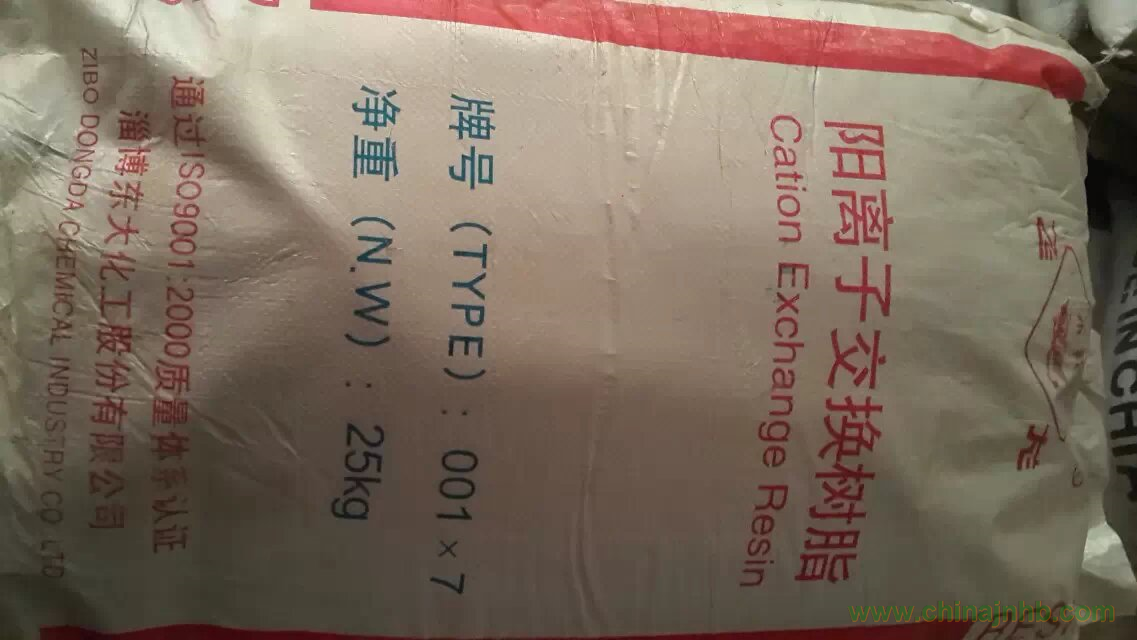 阳离子交换树脂
Cation Exchange Resin
牌号(TYPE):001×7
净重(N.W):25kg
通过ISO9001:2000质量体系认证
淄博东大化工股份有限公司
ZIBO DONGDA CHEMICAL INDUSTRY CO LTD
www.chinajnhb.com